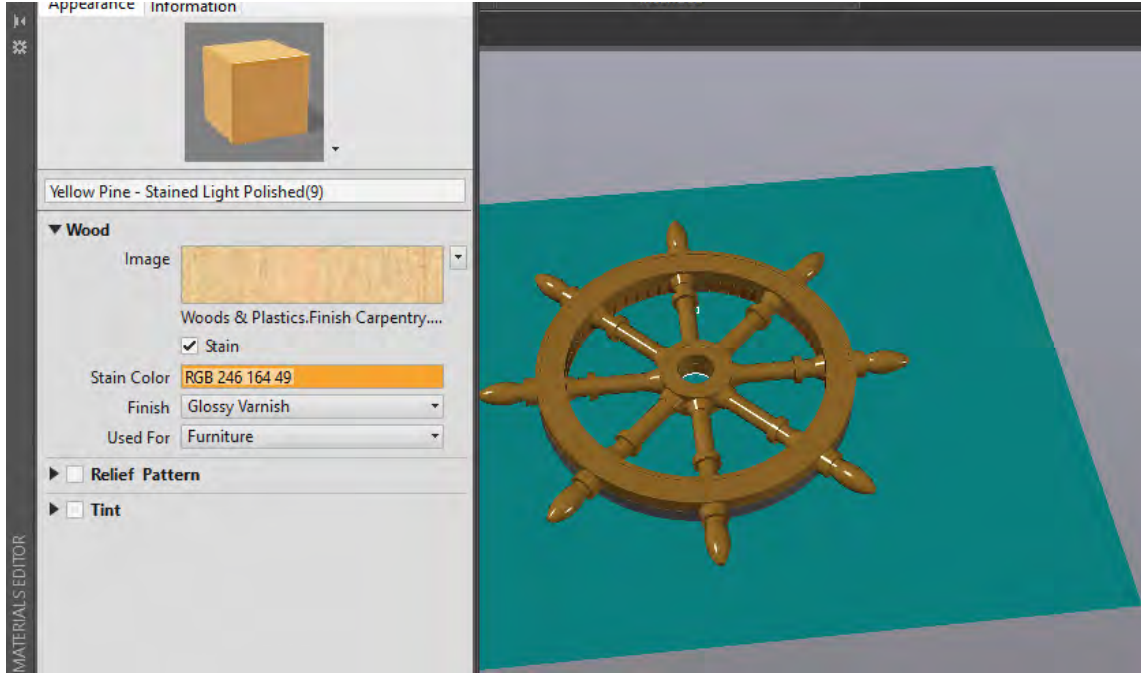 Appearance Information
Yellow Pine - Stained Light Polished(9)
Wood
Image
Woods & Plastics.Finish Carpentry....
Stain
Stain Color RGB 246 164 49
Finish Glossy Varnish
Used For Furniture
Relief Pattern
Tint
MATERIALS EDITOR